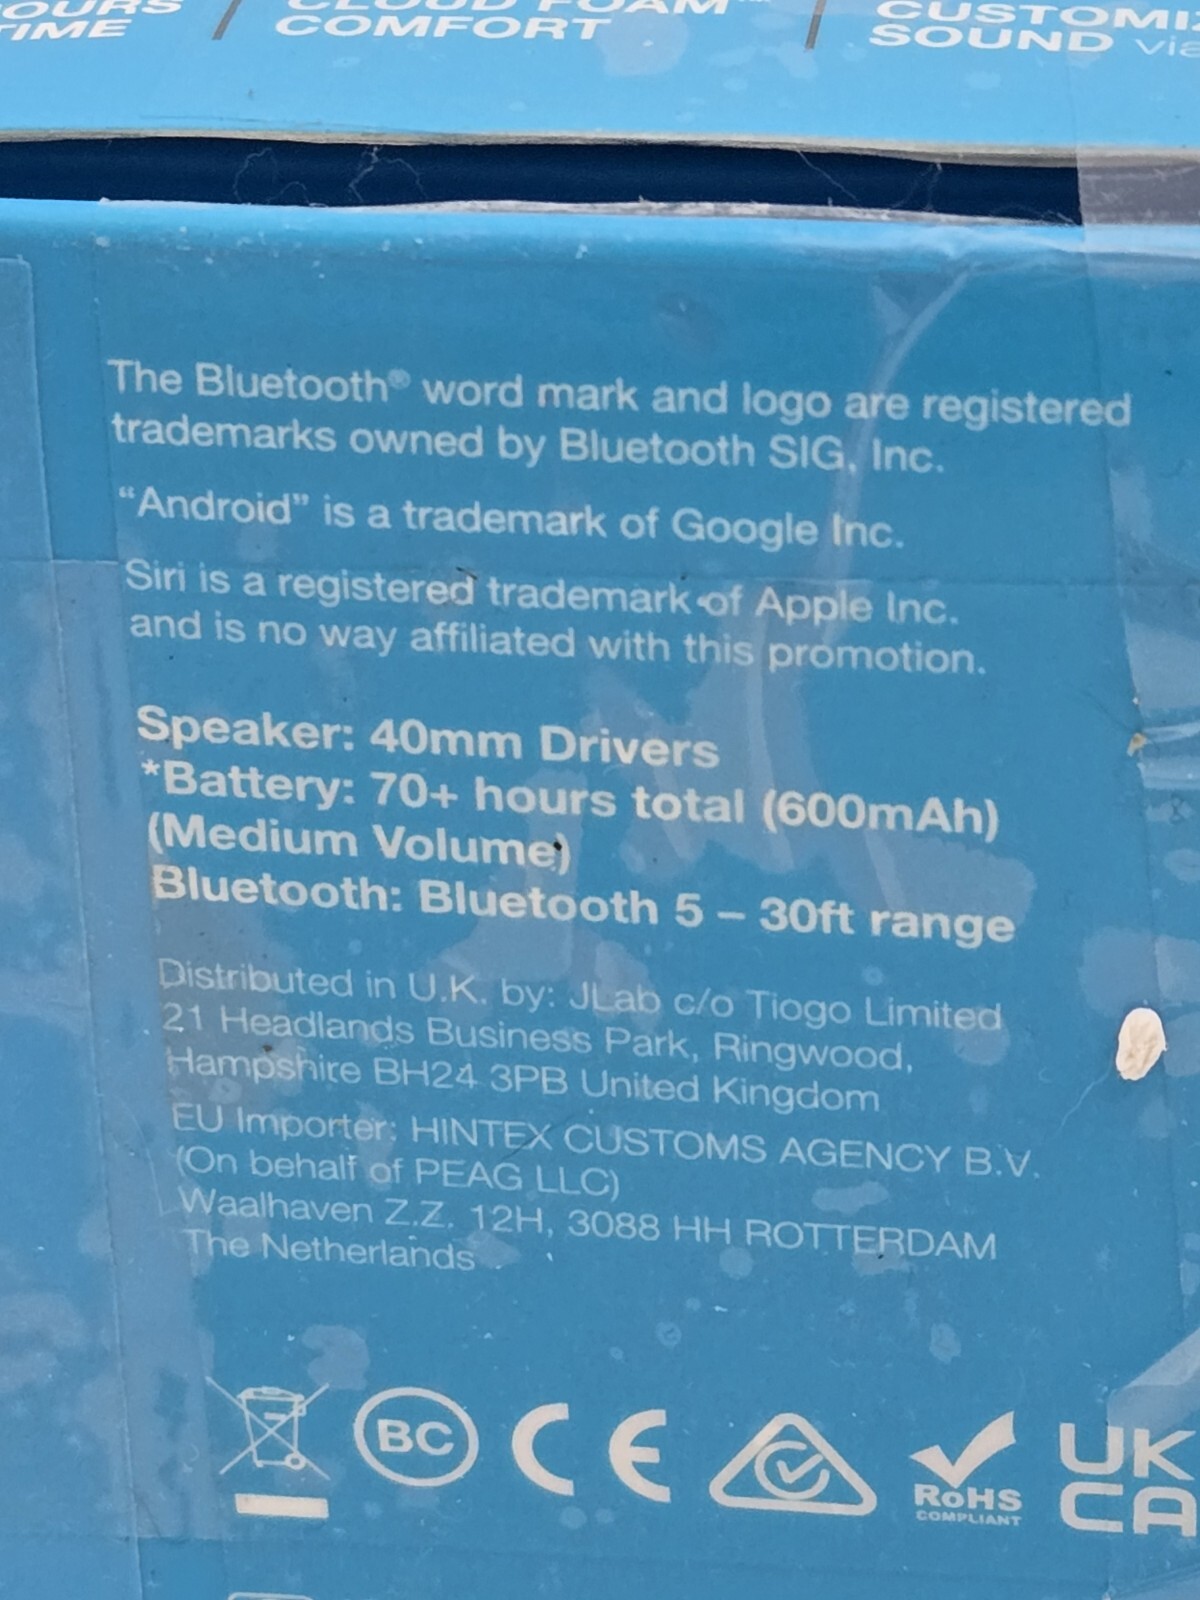 COMFORT
SOUND via
The Bluetooth® word mark and logo are registered
trademarks owned by Bluetooth SIG, Inc.
“Android” is a trademark of Google Inc.
Siri is a registered trademark of Apple Inc.
and is no way affiliated with this promotion.
Speaker: 40mm Drivers
*Battery: 70+ hours total (600mAh)
(Medium Volume)
Bluetooth: Bluetooth 5 – 30ft range
Distributed in U.K. by: JLab c/o Tiogo Limited
21 Headlands Business Park, Ringwood,
Hampshire BH24 3PB United Kingdom
EU Importer: HINTEX CUSTOMS AGENCY B.V.
(On behalf of PEAG LLC)
Waalhaven Z.Z. 12H, 3088 HH ROTTERDAM
The Netherlands
BC CE RoHS UK
COMPLIANT CA